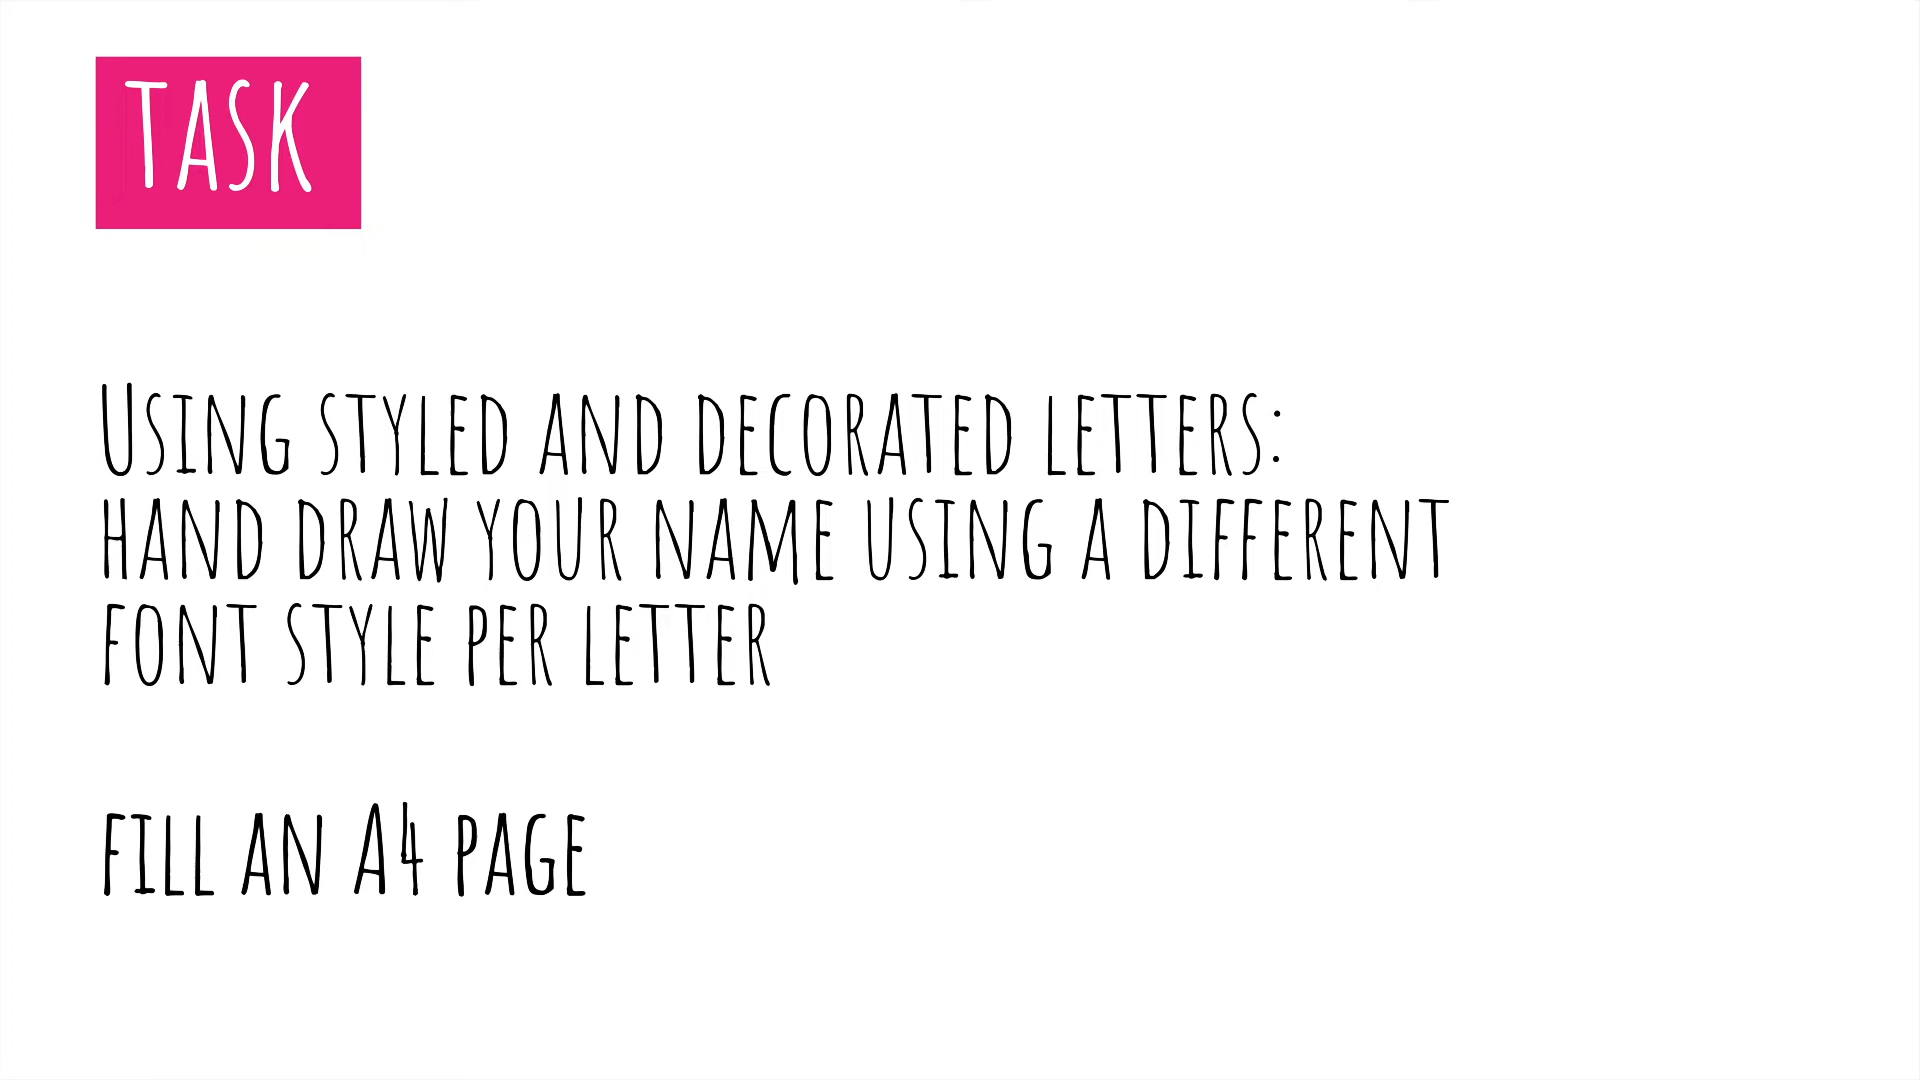 TASK
USING STYLED AND DECORATED LETTERS:
HAND DRAW YOUR NAME USING A DIFFERENT
FONT STYLE PER LETTER
FILL AN A4 PAGE